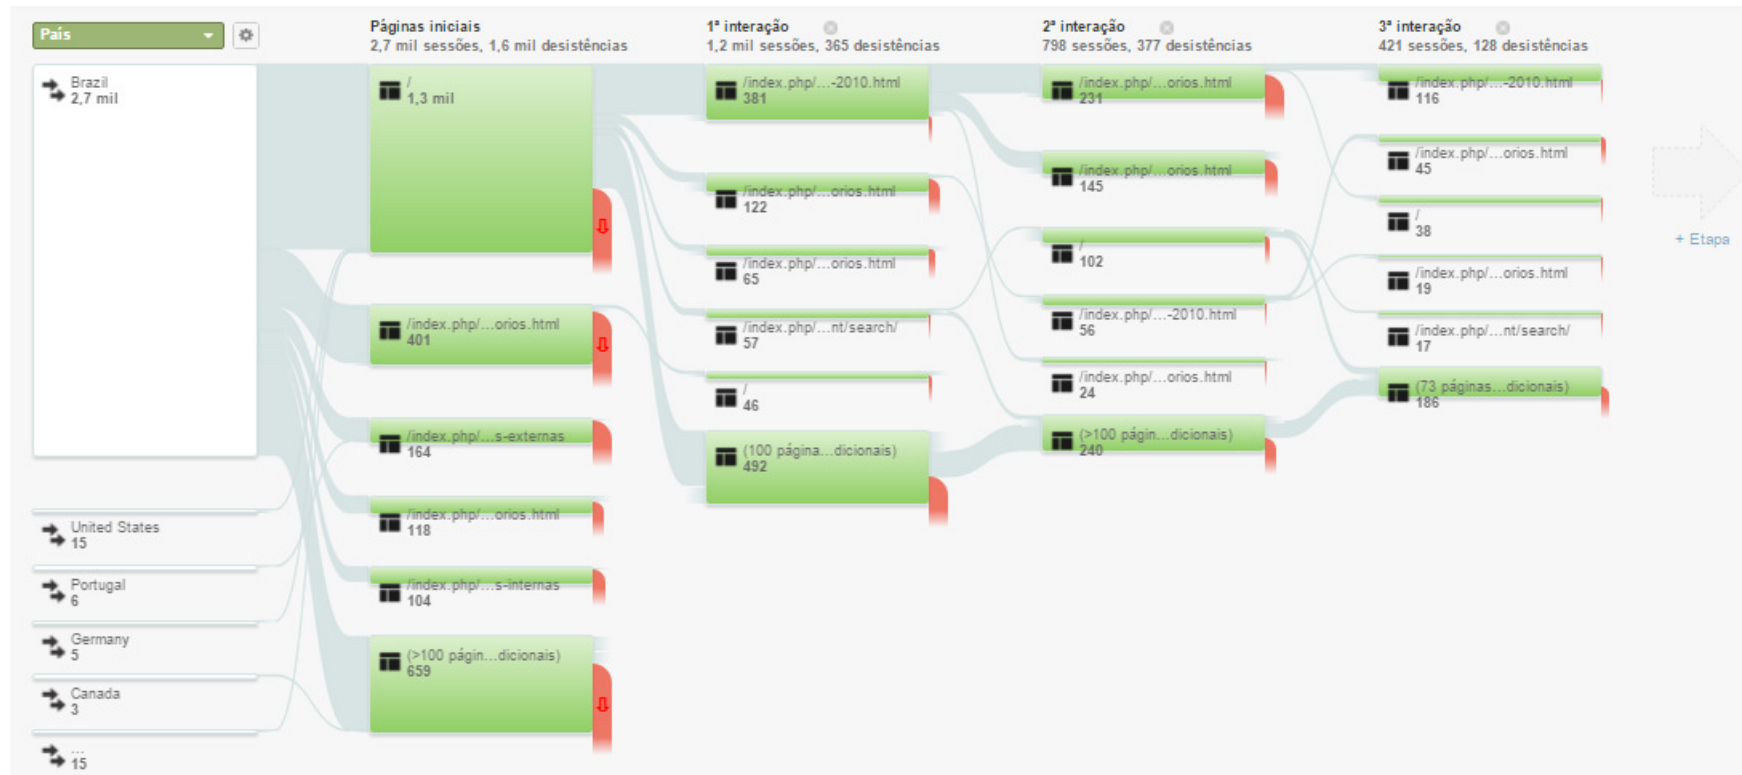 País
Brazil
2,7 mil
United States
15
Portugal
6
Germany
5
Canada
3
...
15
Páginas iniciais
2,7 mil sessões, 1,6 mil desistências
/
1,3 mil
/index.php/...orios.html
401
/index.php/...s-externas
164
/index.php/...orios.html
118
/index.php/...s-internas
104
(>100 págin...dicionais)
659
1ª interação
1,2 mil sessões, 365 desistências
/index.php/...-2010.html
381
/index.php/...orios.html
122
/index.php/...orios.html
65
/index.php/...nt/search/
57
/
46
(100 página...dicionais)
492
2ª interação
798 sessões, 377 desistências
/index.php/...orios.html
231
/index.php/...orios.html
145
/
102
/index.php/...-2010.html
56
/index.php/...orios.html
24
(>100 págin...dicionais)
240
3ª interação
421 sessões, 128 desistências
/index.php/...-2010.html
116
/index.php/...orios.html
45
/
38
/index.php/...orios.html
19
/index.php/...nt/search/
17
(73 páginas...dicionais)
186
+ Etapa